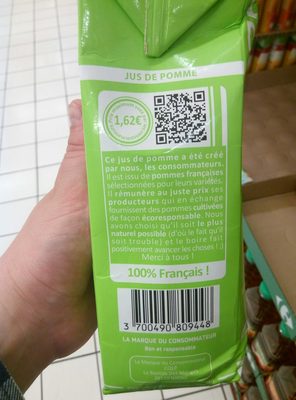 JUS DE POMME
1,62€
Ce jus de pomme a été créé
par nous, les consommateurs.
Il est issu de pommes françaises
sélectionnées pour leurs variétés.
Il rémunère au juste prix ses
producteurs qui en échange
fournissent des pommes cultivées
de façon écoresponsable. Nous
avons choisi qu'il soit le plus
naturel possible (d'où le fait qu'il
soit trouble) et le boire fait
positivement avancer les choses ! :)
Merci à tous !
100% Français !
3 700490 809448
LA MARQUE DU CONSOMMATEUR
Bon et responsable
La Marque du Consommateur